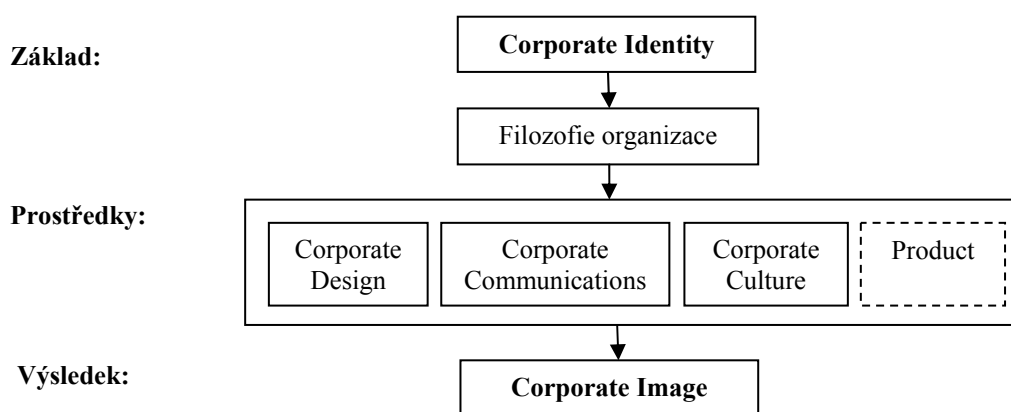 Základ:
Corporate Identity
Filozofie organizace
Prostředky:
Corporate
Design
Corporate
Communications
Corporate
Culture
Product
Výsledek:
Corporate Image